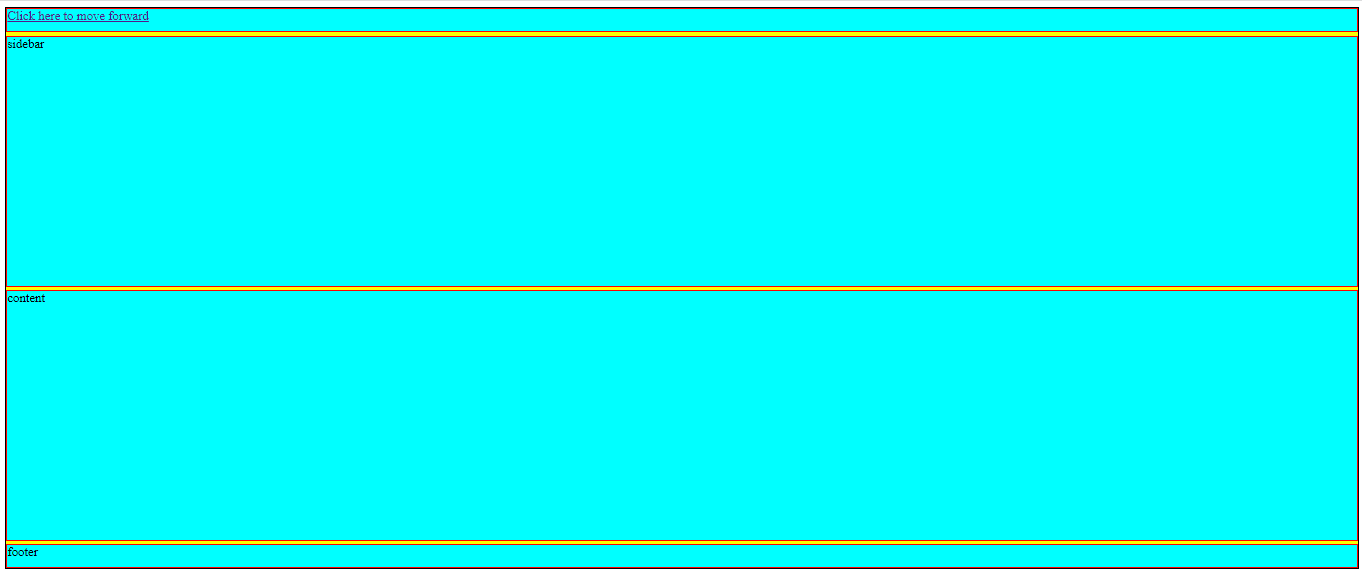 Click here to move forward
sidebar
content
footer